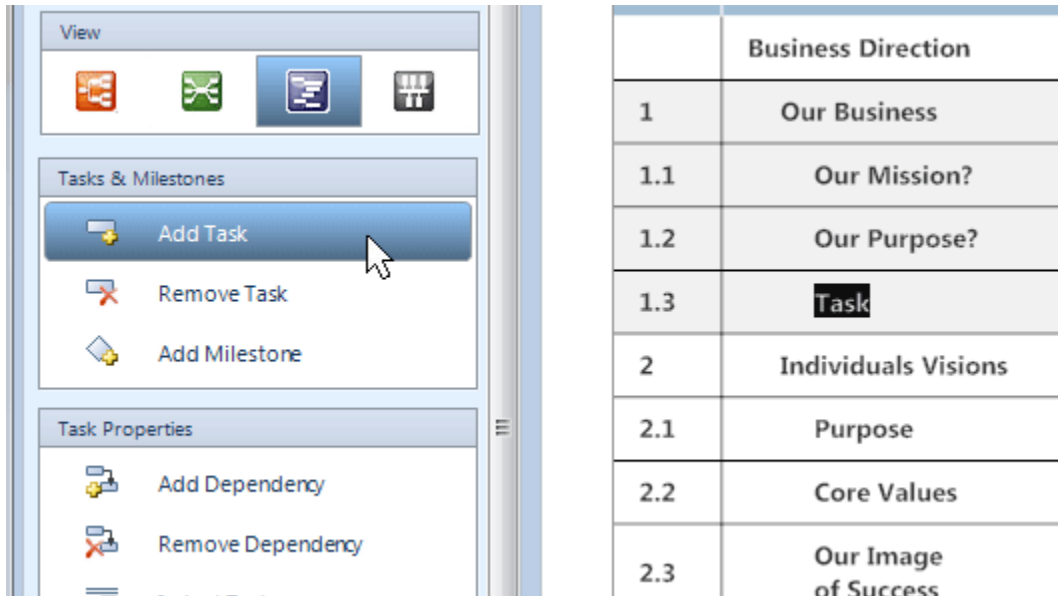 View
Tasks & Milestones
Add Task
Remove Task
Add Milestone
Task Properties
Add Dependency
Remove Dependency
Business Direction
1 Our Business
1.1 Our Mission?
1.2 Our Purpose?
1.3 Task
2 Individuals Visions
2.1 Purpose
2.2 Core Values
2.3 Our Image
of Success